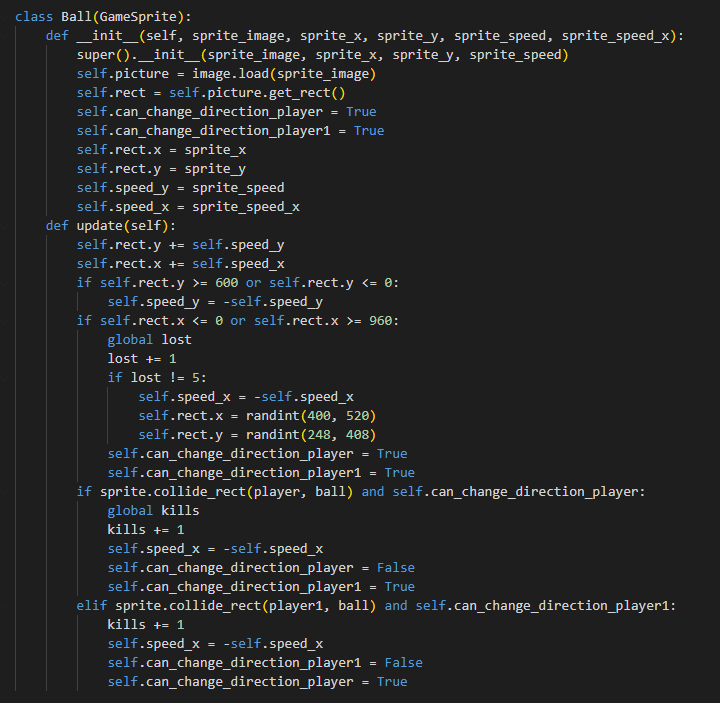 class Ball(GameSprite):
    def __init__(self, sprite_image, sprite_x, sprite_y, sprite_speed, sprite_speed_x):
        super().__init__(sprite_image, sprite_x, sprite_y, sprite_speed)
        self.picture = image.load(sprite_image)
        self.rect = self.picture.get_rect()
        self.can_change_direction_player = True
        self.can_change_direction_player1 = True
        self.rect.x = sprite_x
        self.rect.y = sprite_y
        self.speed_y = sprite_speed
        self.speed_x = sprite_speed_x
    def update(self):
        self.rect.y += self.speed_y
        self.rect.x += self.speed_x
        if self.rect.y >= 600 or self.rect.y <= 0:
            self.speed_y = -self.speed_y
        if self.rect.x <= 0 or self.rect.x >= 960:
            global lost
            lost += 1
            if lost != 5:
                self.speed_x = -self.speed_x
                self.rect.x = randint(400, 520)
                self.rect.y = randint(248, 408)
            self.can_change_direction_player = True
            self.can_change_direction_player1 = True
        if sprite.collide_rect(player, ball) and self.can_change_direction_player:
            global kills
            kills += 1
            self.speed_x = -self.speed_x
            self.can_change_direction_player = False
            self.can_change_direction_player1 = True
        elif sprite.collide_rect(player1, ball) and self.can_change_direction_player1:
            kills += 1
            self.speed_x = -self.speed_x
            self.can_change_direction_player1 = False
            self.can_change_direction_player = True